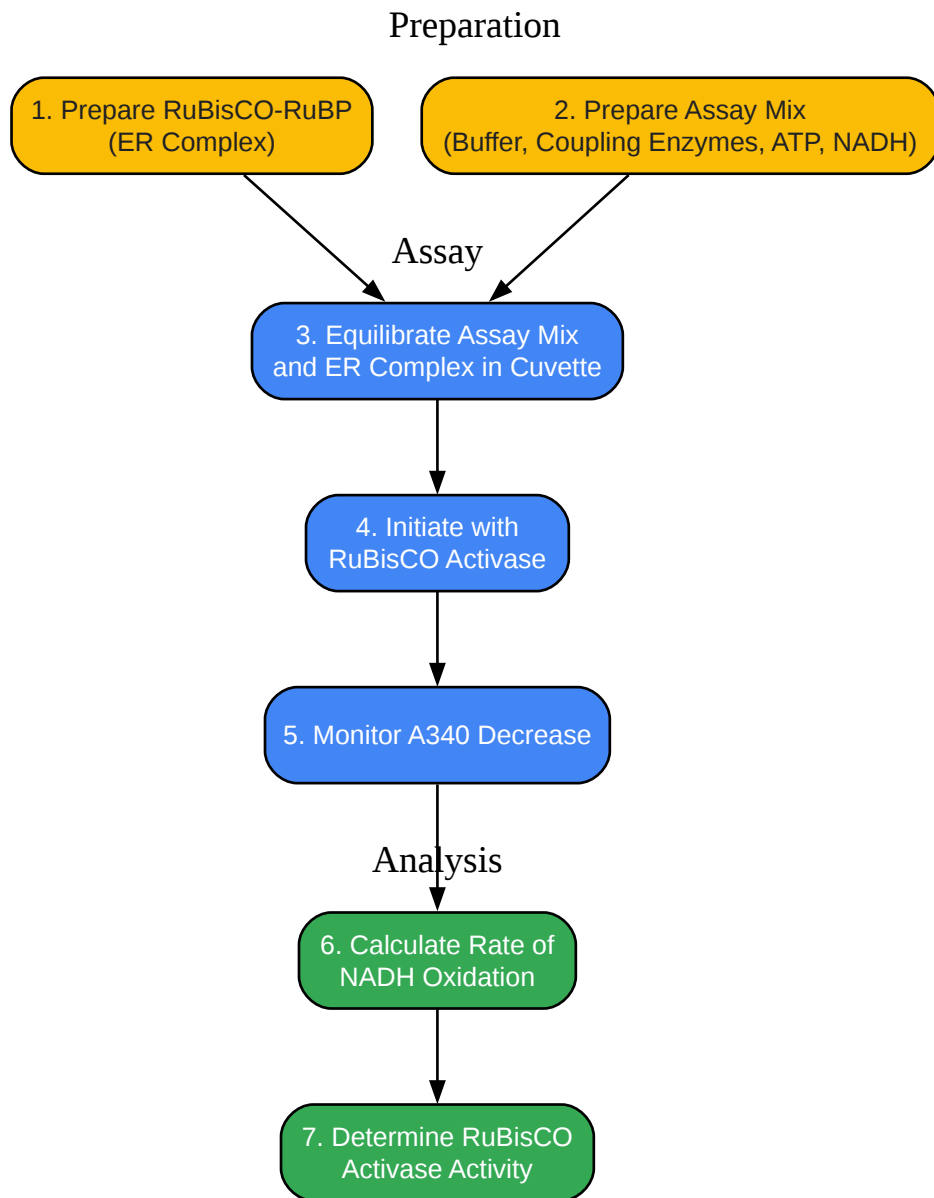 Preparation
1. Prepare RuBisCO-RuBP
(ER Complex)
2. Prepare Assay Mix
(Buffer, Coupling Enzymes, ATP, NADH)
Assay
3. Equilibrate Assay Mix
and ER Complex in Cuvette
4. Initiate with
RuBisCO Activase
5. Monitor A340 Decrease
Analysis
6. Calculate Rate of
NADH Oxidation
7. Determine RuBisCO
Activase Activity